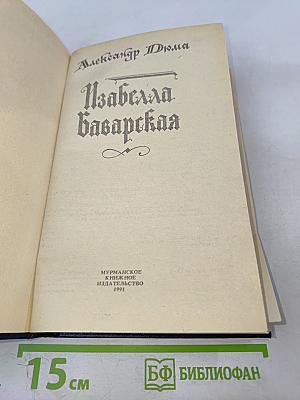 Александр Дюма
Изабелла
Баварская
МУРМАНСКОЕ
КНИЖНОЕ
ИЗДАТЕЛЬСТВО
1991
15 см
БФ БИБЛИОФАН